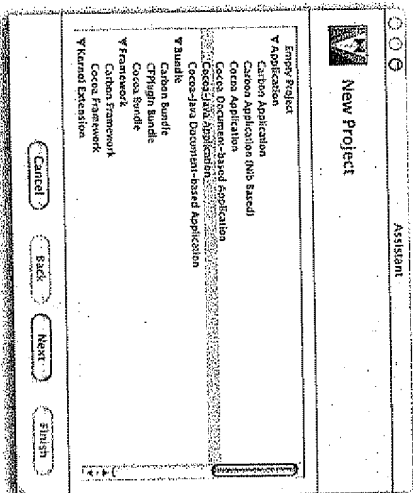 Assistant
New Project
Empty Project
Application
Carbon Application
Carbon Application (Nib Based)
Cocoa Application
Cocoa Document-based Application
Cocoa-Java Application
Cocoa-Java Document-based Application
Bundle
Carbon Bundle
CFPlugin Bundle
Cocoa Bundle
Framework
Carbon Framework
Cocoa Framework
Kernel Extension
Cancel Back Next Finish